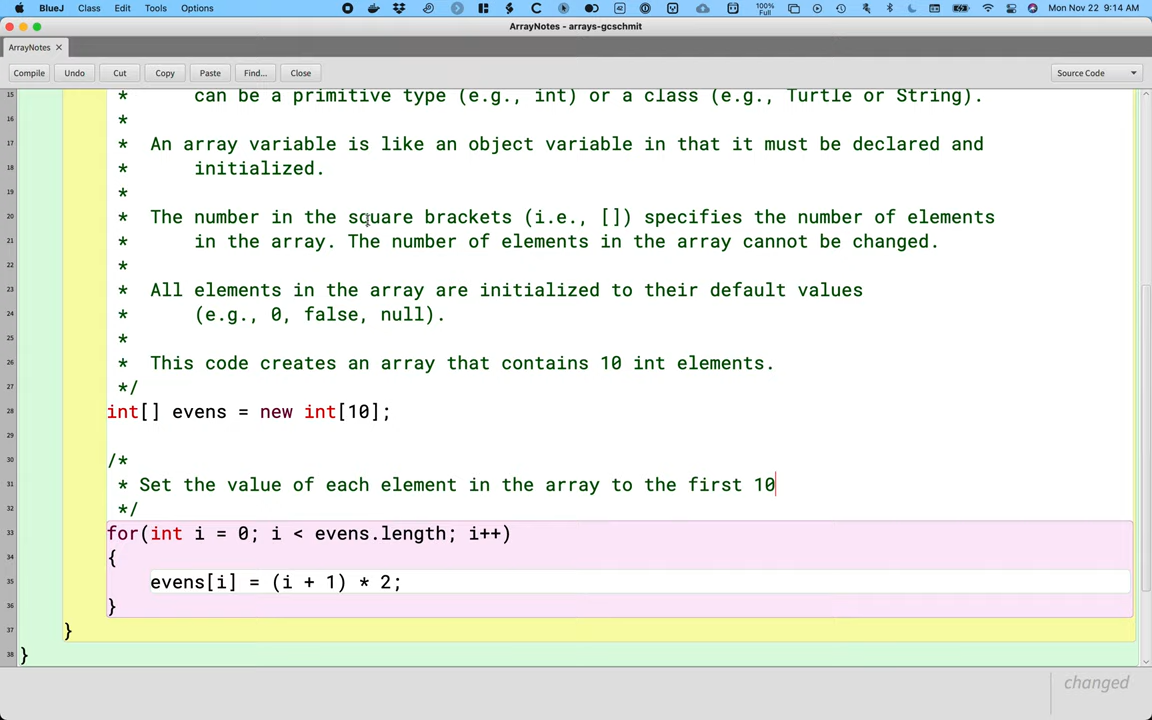 BlueJ Class Edit Tools Options 42 100% Full Mon Nov 22 9:14 AM
ArrayNotes - arrays-gcschmit
ArrayNotes ×
Compile Undo Cut Copy Paste Find... Close Source Code
15 * can be a primitive type (e.g., int) or a class (e.g., Turtle or String).
16 *
17 * An array variable is like an object variable in that it must be declared and
18 * initialized.
19 *
20 * The number in the square brackets (i.e., []) specifies the number of elements
21 * in the array. The number of elements in the array cannot be changed.
22 *
23 * All elements in the array are initialized to their default values
24 * (e.g., 0, false, null).
25 *
26 * This code creates an array that contains 10 int elements.
27 */
28 int[] evens = new int[10];
29
30 /*
31 * Set the value of each element in the array to the first 10
32 */
33 for(int i = 0; i < evens.length; i++)
34 {
35 evens[i] = (i + 1) * 2;
36 }
37 }
38 }
changed